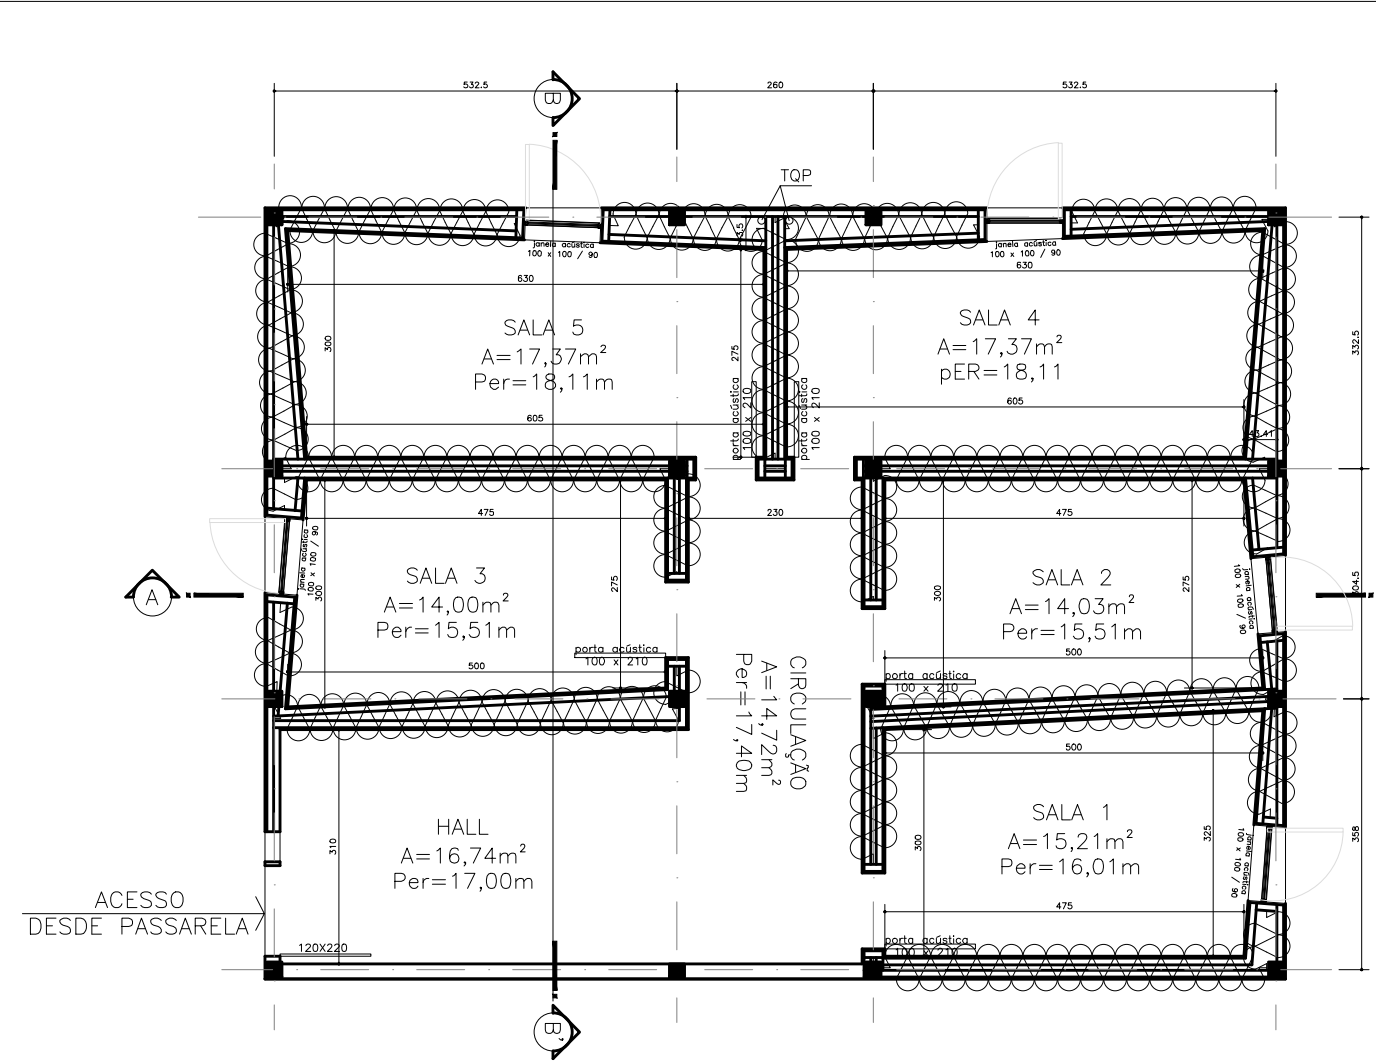 532.5
260
532.5
B
TQP
janela acústica
100 x 100 / 90
janela acústica
100 x 100 / 90
630
630
SALA 5
A=17,37m²
Per=18,11m
300
275
605
porta acústica
100 x 210
porta acústica
100 x 210
SALA 4
A=17,37m²
pER=18,11
605
43.41
332.5
475
230
475
janela acústica
100 x 100 / 90
300
SALA 3
A=14,00m²
Per=15,51m
275
500
porta acústica
100 x 210
A
300
SALA 2
A=14,03m²
Per=15,51m
275
500
porta acústica
100 x 210
janela acústica
100 x 100 / 90
304.5
CIRCULAÇÃO
A=14,72m²
Per=17,40m
500
SALA 1
A=15,21m²
Per=16,01m
300
325
475
janela acústica
100 x 100 / 90
358
porta acústica
100 x 210
HALL
A=16,74m²
Per=17,00m
310
ACESSO
DESDE PASSARELA
120X220
B'